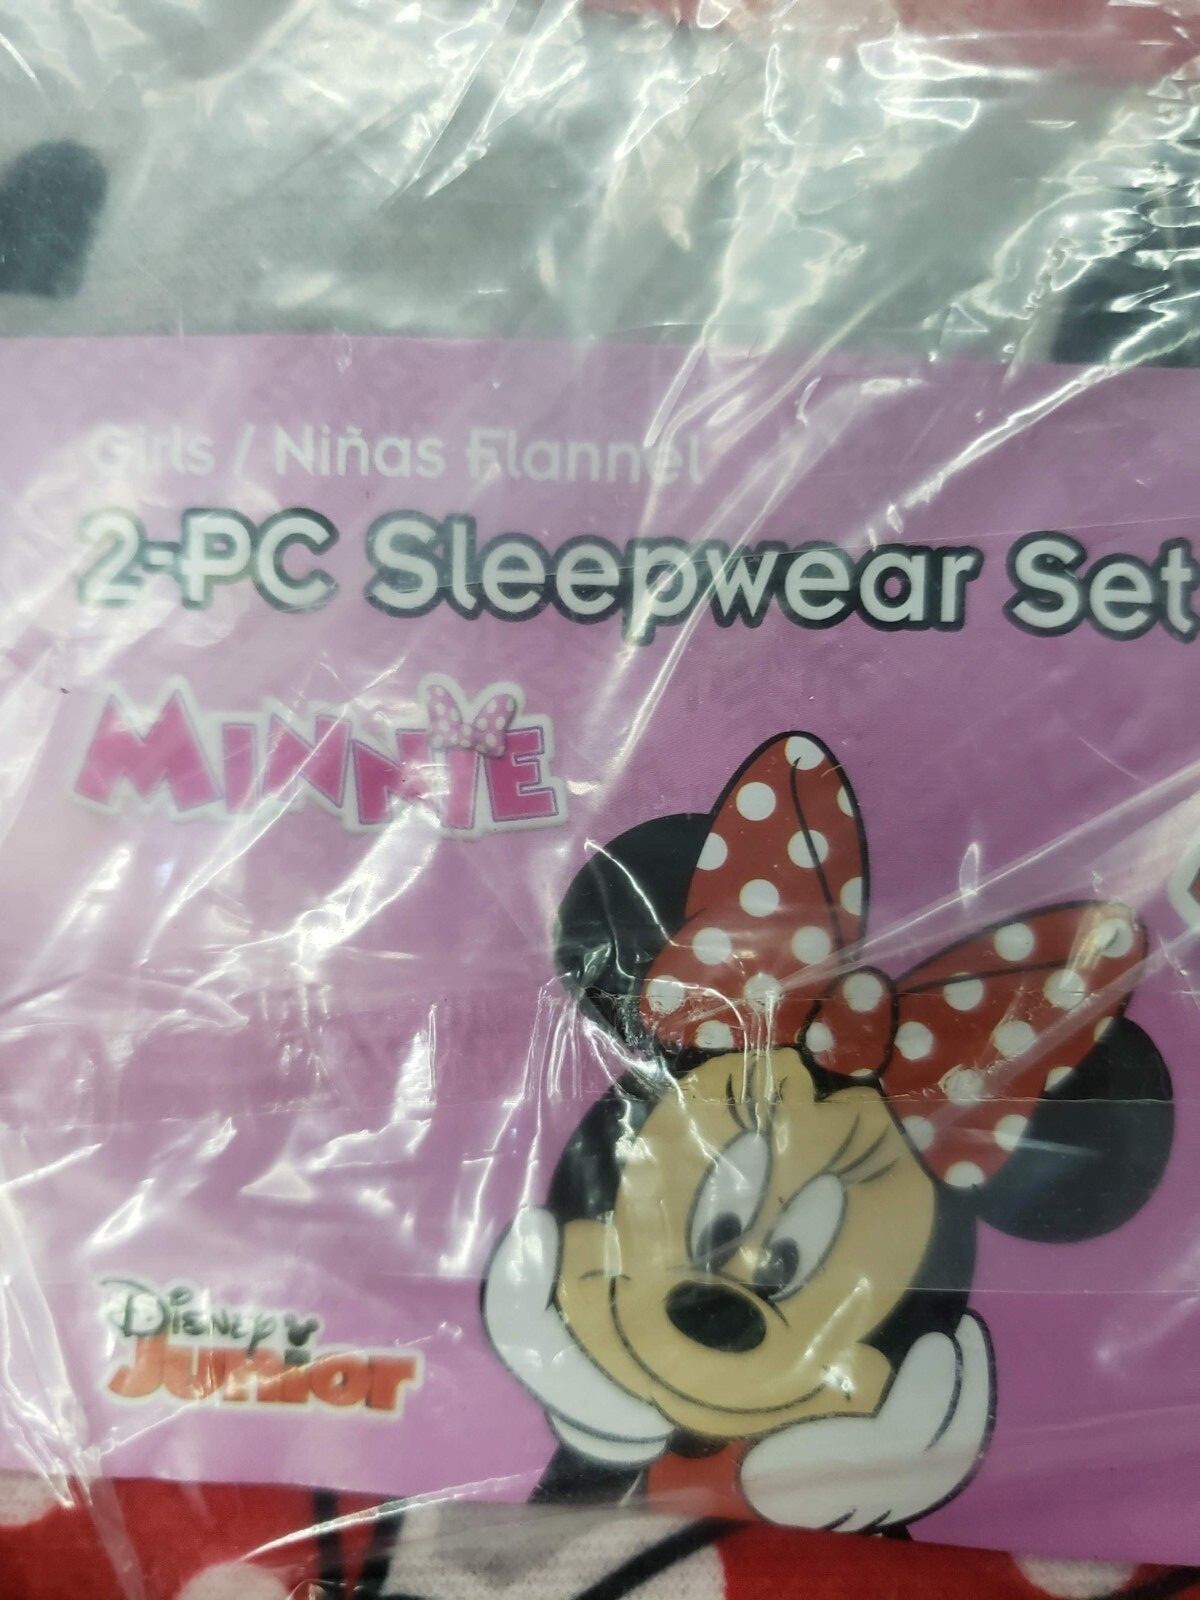 Girls / Niñas Flannel
2-PC Sleepwear Set
MINNIE
Disney
Junior